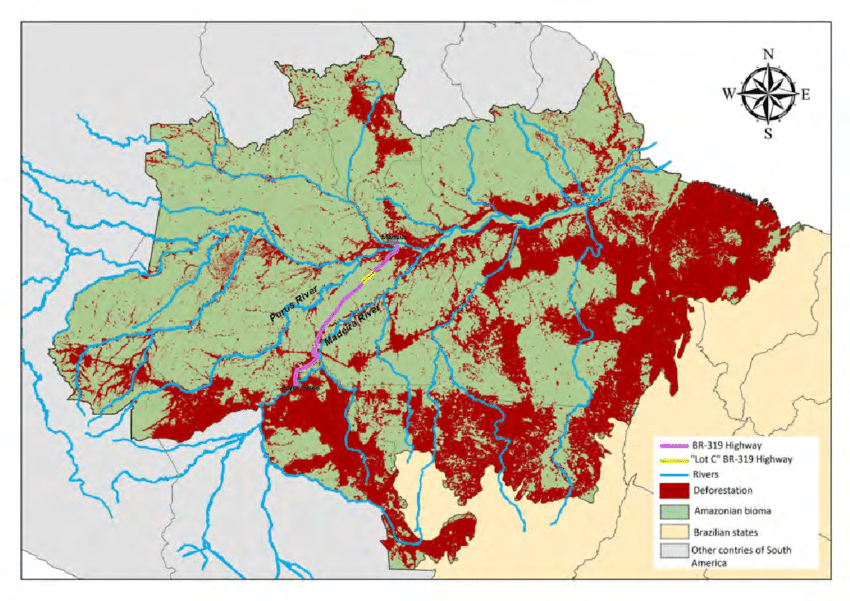 N
W
E
S
Purus River
Madeira River
BR-319 Highway
"Lot C" BR-319 Highway
Rivers
Deforestation
Amazonian bioma
Brazilian states
Other contries of South
America